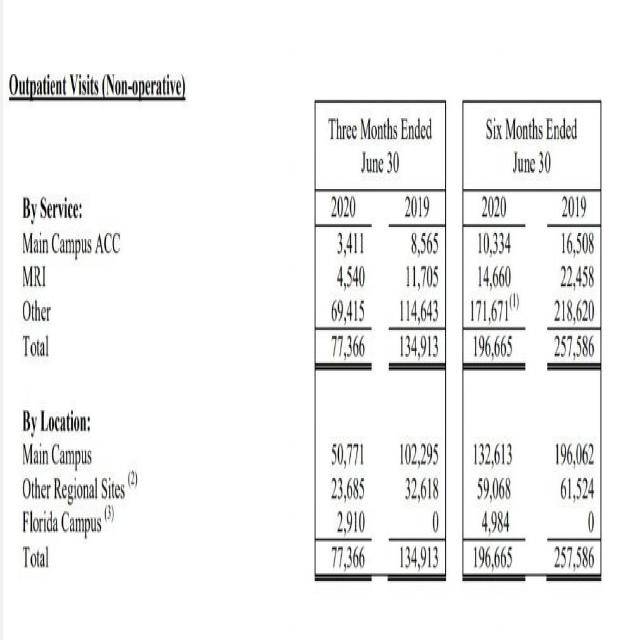 Outpatient Visits (Non-operative)
Three Months Ended Six Months Ended
June 30 June 30
By Service: 2020 2019 2020 2019
Main Campus ACC 3,411 8,565 10,334 16,508
MRI 4,540 11,705 14,660 22,458
Other 69,415 114,643 171,671(1) 218,620
Total 77,366 134,913 196,665 257,586
By Location:
Main Campus 50,771 102,295 132,613 196,062
Other Regional Sites (2) 23,685 32,618 59,068 61,524
Florida Campus (3) 2,910 0 4,984 0
Total 77,366 134,913 196,665 257,586